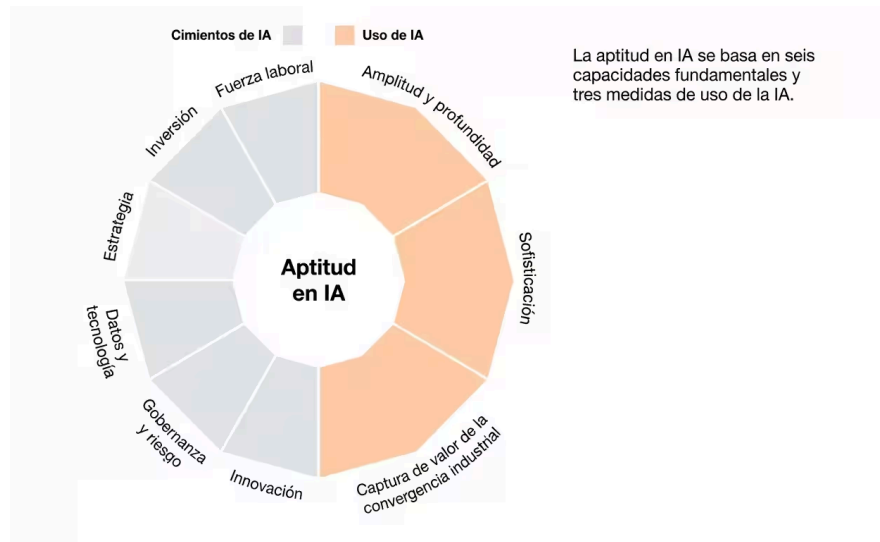 Cimientos de IA
Uso de IA
La aptitud en IA se basa en seis
capacidades fundamentales y
tres medidas de uso de la IA.
Fuerza laboral
Amplitud y profundidad
Inversión
Estrategia
Sofisticación
Aptitud
en IA
Datos y
tecnología
Gobernanza
y riesgo
Innovación
Captura de valor de la
convergencia industrial